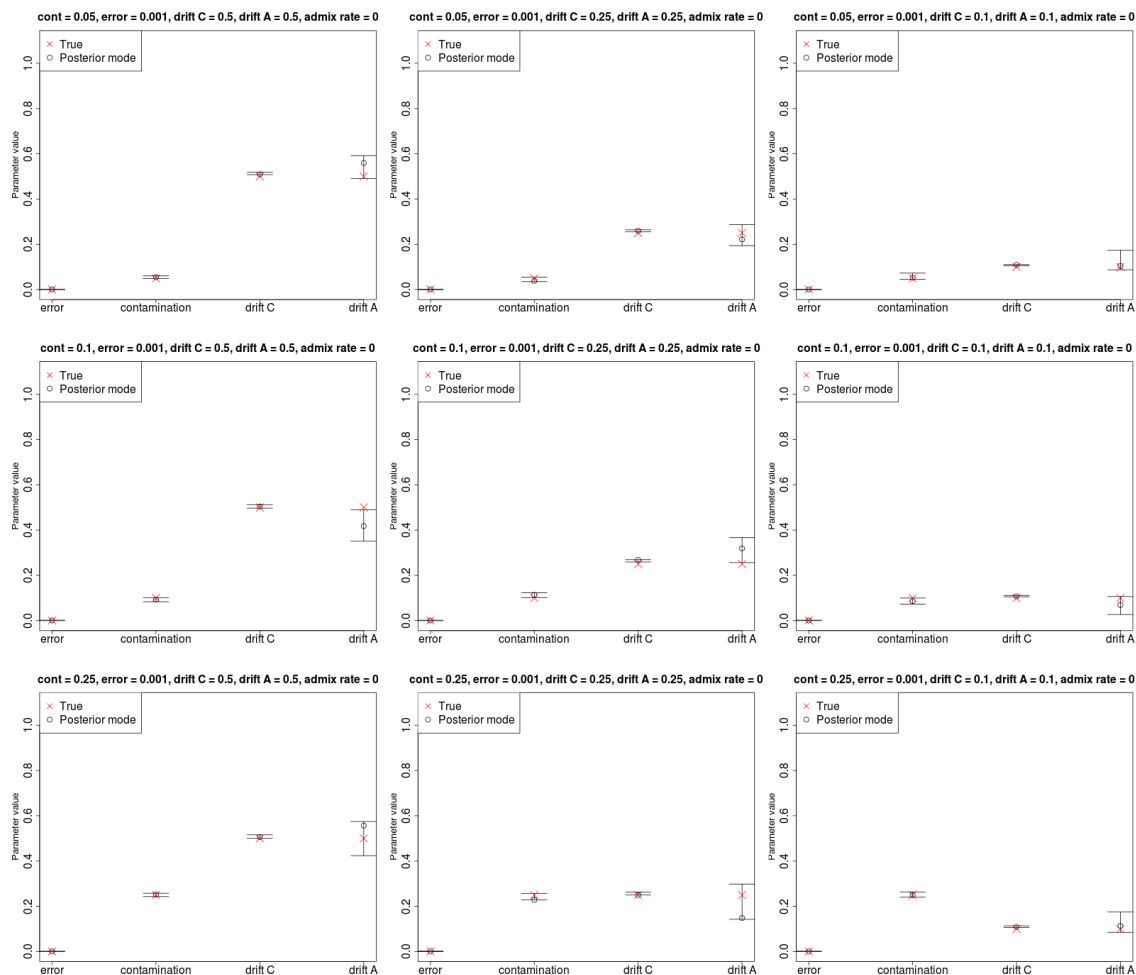 cont = 0.05, error = 0.001, drift C = 0.5, drift A = 0.5, admix rate = 0
True
Posterior mode
Parameter value
1.0
0.8
0.6
0.4
0.2
0.0
error contamination drift C drift A
cont = 0.05, error = 0.001, drift C = 0.25, drift A = 0.25, admix rate = 0
True
Posterior mode
Parameter value
1.0
0.8
0.6
0.4
0.2
0.0
error contamination drift C drift A
cont = 0.05, error = 0.001, drift C = 0.1, drift A = 0.1, admix rate = 0
True
Posterior mode
Parameter value
1.0
0.8
0.6
0.4
0.2
0.0
error contamination drift C drift A
cont = 0.1, error = 0.001, drift C = 0.5, drift A = 0.5, admix rate = 0
True
Posterior mode
Parameter value
1.0
0.8
0.6
0.4
0.2
0.0
error contamination drift C drift A
cont = 0.1, error = 0.001, drift C = 0.25, drift A = 0.25, admix rate = 0
True
Posterior mode
Parameter value
1.0
0.8
0.6
0.4
0.2
0.0
error contamination drift C drift A
cont = 0.1, error = 0.001, drift C = 0.1, drift A = 0.1, admix rate = 0
True
Posterior mode
Parameter value
1.0
0.8
0.6
0.4
0.2
0.0
error contamination drift C drift A
cont = 0.25, error = 0.001, drift C = 0.5, drift A = 0.5, admix rate = 0
True
Posterior mode
Parameter value
1.0
0.8
0.6
0.4
0.2
0.0
error contamination drift C drift A
cont = 0.25, error = 0.001, drift C = 0.25, drift A = 0.25, admix rate = 0
True
Posterior mode
Parameter value
1.0
0.8
0.6
0.4
0.2
0.0
error contamination drift C drift A
cont = 0.25, error = 0.001, drift C = 0.1, drift A = 0.1, admix rate = 0
True
Posterior mode
Parameter value
1.0
0.8
0.6
0.4
0.2
0.0
error contamination drift C drift A